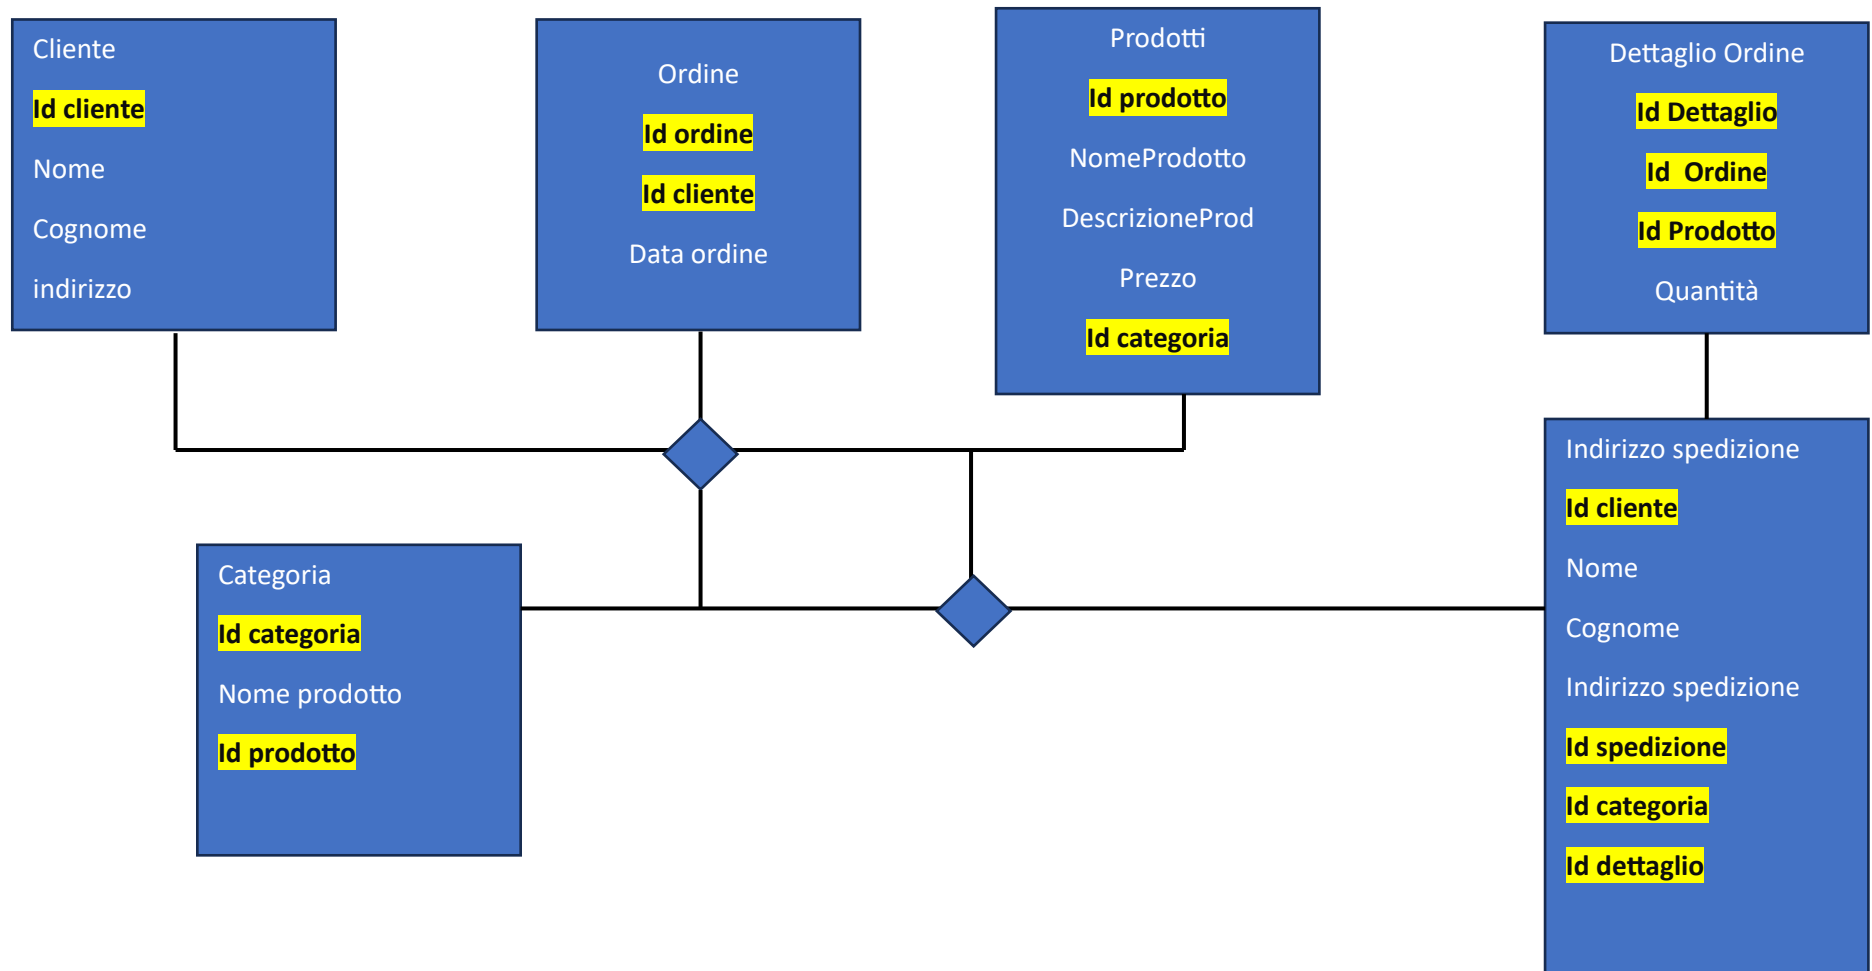 Cliente
Id cliente
Nome
Cognome
indirizzo
Ordine
Id ordine
Id cliente
Data ordine
Prodotti
Id prodotto
NomeProdotto
DescrizioneProd
Prezzo
Id categoria
Dettaglio Ordine
Id Dettaglio
Id  Ordine
Id Prodotto
Quantità
Categoria
Id categoria
Nome prodotto
Id prodotto
Indirizzo spedizione
Id cliente
Nome
Cognome
Indirizzo spedizione
Id spedizione
Id categoria
Id dettaglio